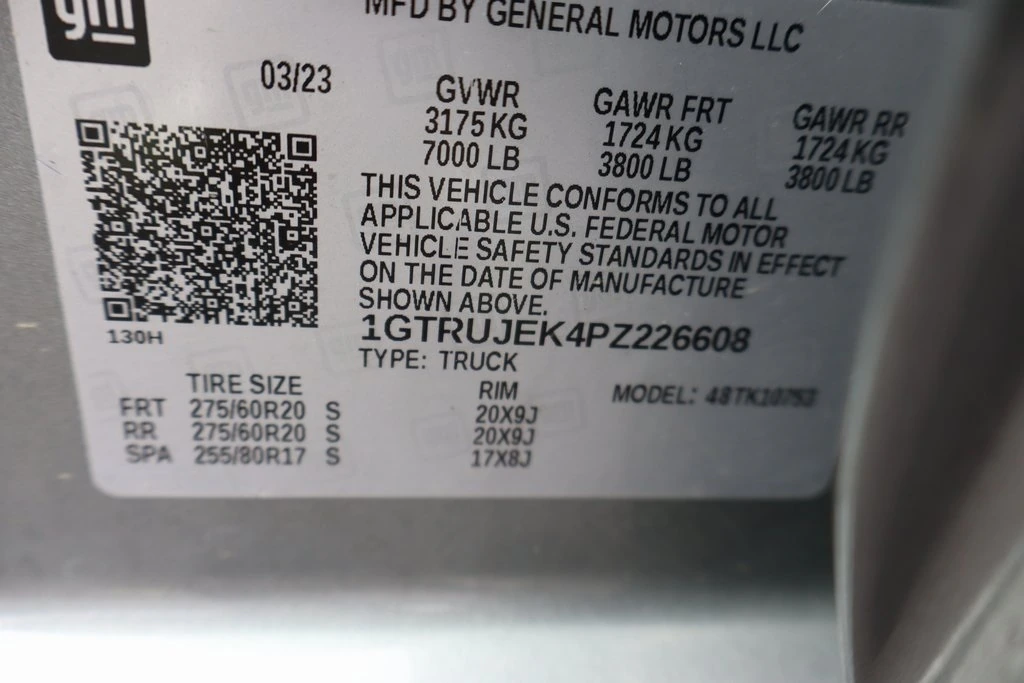 gm
MFD BY GENERAL MOTORS LLC
03/23
GVWR GAWR FRT GAWR RR
3175 KG 1724 KG 1724 KG
7000 LB 3800 LB 3800 LB
THIS VEHICLE CONFORMS TO ALL
APPLICABLE U.S. FEDERAL MOTOR
VEHICLE SAFETY STANDARDS IN EFFECT
ON THE DATE OF MANUFACTURE
SHOWN ABOVE.
130H
1GTRUJEK4PZ226608
TYPE: TRUCK
TIRE SIZE RIM MODEL:
FRT 275/60R20 S 20X9J
RR 275/60R20 S 20X9J
SPA 255/80R17 S 17X8J